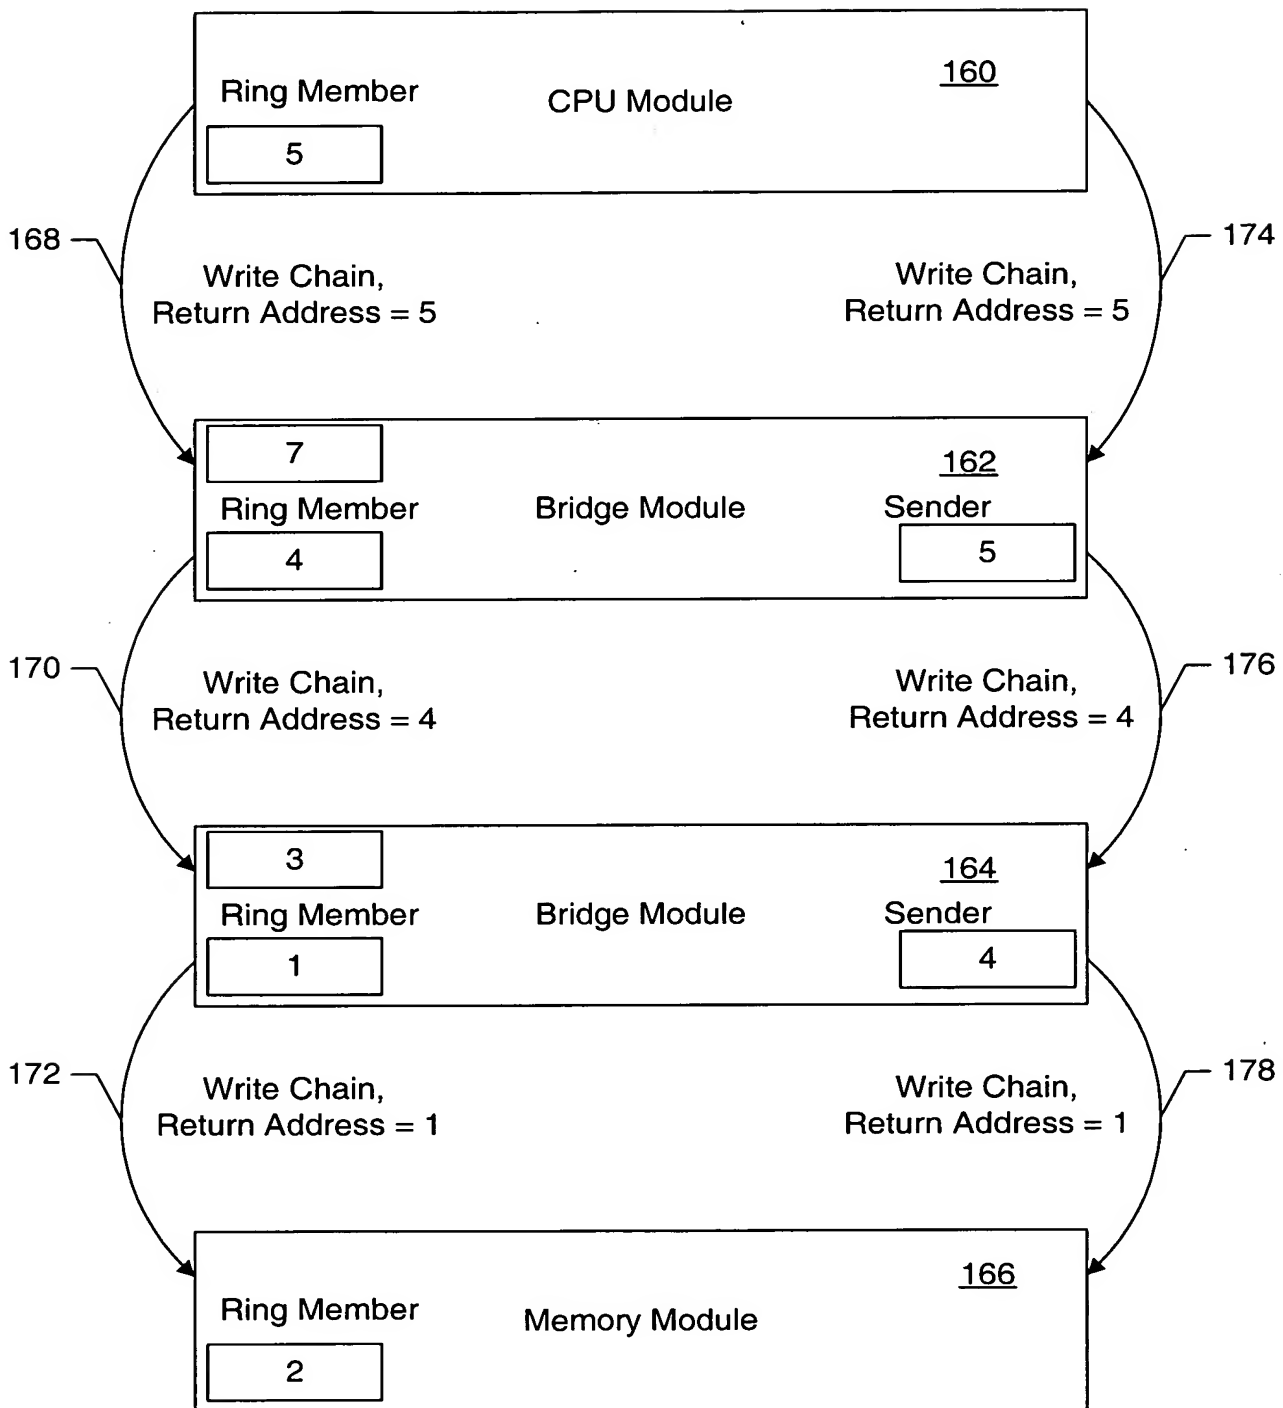 160
Ring Member
CPU Module
5
168
174
Write Chain,
Return Address = 5
Write Chain,
Return Address = 5
7
162
Ring Member
Bridge Module
Sender
4
5
170
176
Write Chain,
Return Address = 4
Write Chain,
Return Address = 4
3
164
Ring Member
Bridge Module
Sender
1
4
172
178
Write Chain,
Return Address = 1
Write Chain,
Return Address = 1
166
Ring Member
Memory Module
2